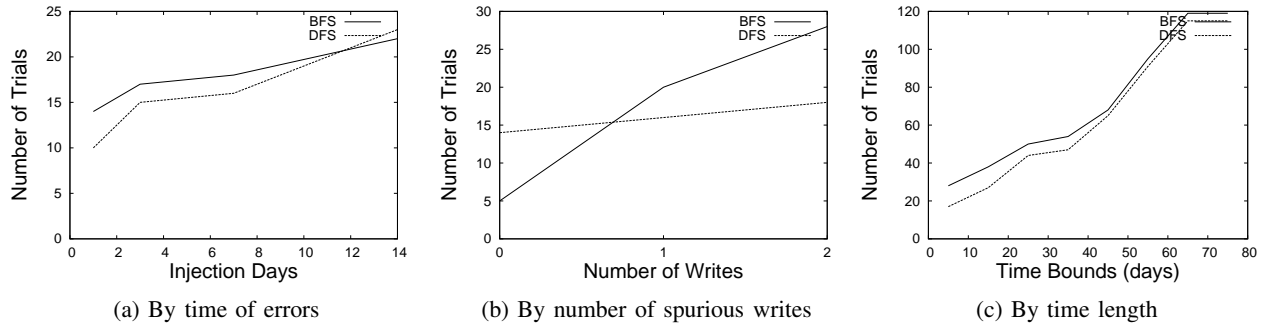 Number of Trials
25
20
15
10
5
0
BFS
DFS
0 2 4 6 8 10 12 14
Injection Days
(a) By time of errors
Number of Trials
30
25
20
15
10
5
0
BFS
DFS
0 1 2
Number of Writes
(b) By number of spurious writes
Number of Trials
120
100
80
60
40
20
0
BFS
DFS
0 10 20 30 40 50 60 70 80
Time Bounds (days)
(c) By time length